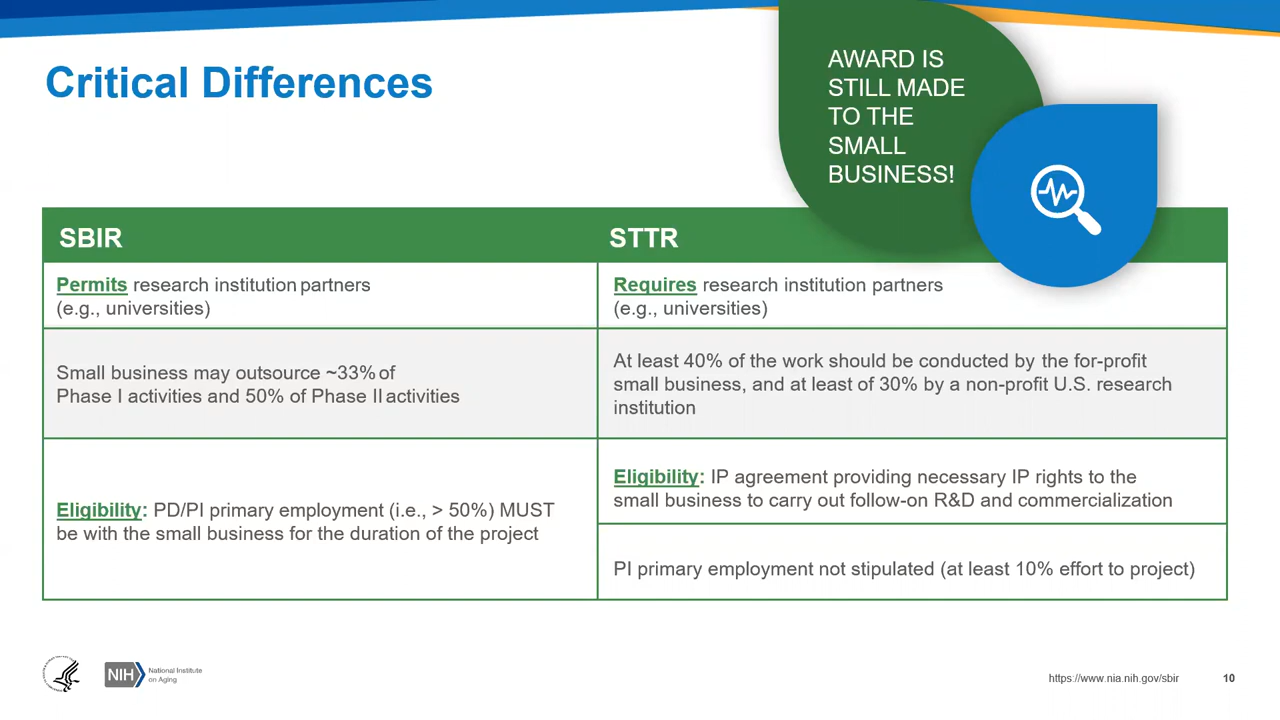 Critical Differences
AWARD IS
STILL MADE
TO THE
SMALL
BUSINESS!
SBIR
STTR
Permits research institution partners
(e.g., universities)
Requires research institution partners
(e.g., universities)
Small business may outsource ~33% of
Phase I activities and 50% of Phase II activities
At least 40% of the work should be conducted by the for-profit
small business, and at least of 30% by a non-profit U.S. research
institution
Eligibility: PD/PI primary employment (i.e., > 50%) MUST
be with the small business for the duration of the project
Eligibility: IP agreement providing necessary IP rights to the
small business to carry out follow-on R&D and commercialization
PI primary employment not stipulated (at least 10% effort to project)
NIH
National Institute
on Aging
https://www.nia.nih.gov/sbir
10